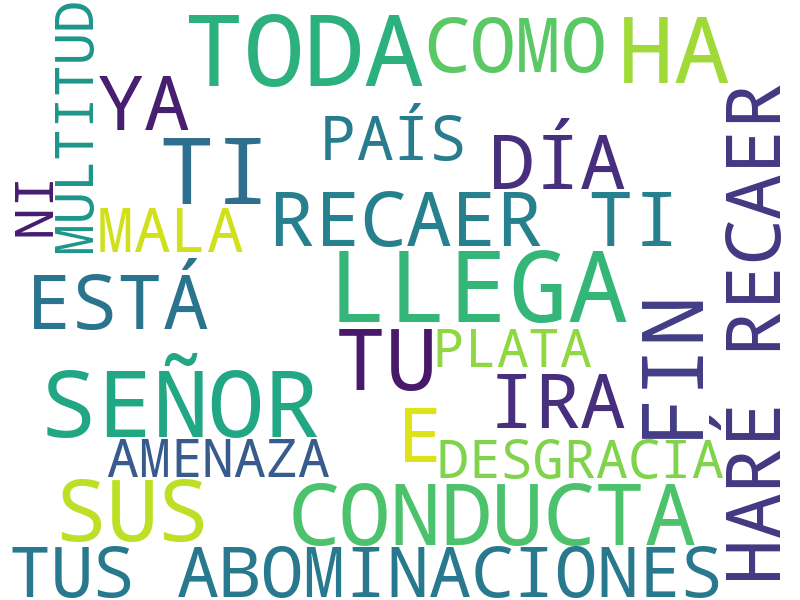 MULTITUD
TODA
COMO
HA
YA
PAÍS
TI
DÍA
NI
MALA
RECAER TI
HARÉ RECAER
LLEGA
ESTÁ
FIN
TU
PLATA
SEÑOR
IRA
E
AMENAZA
DESGRACIA
SUS
CONDUCTA
TUS ABOMINACIONES